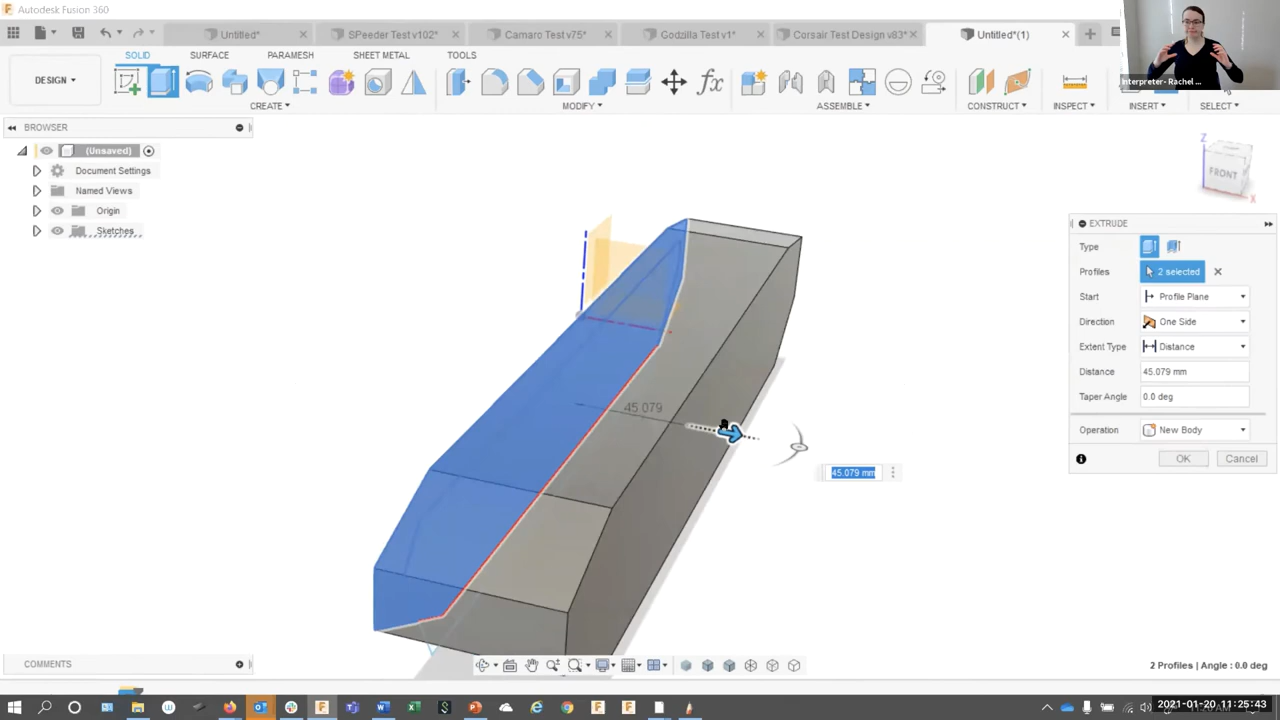 Autodesk Fusion 360
Untitled*
SPeeder Test v102*
Camaro Test v75*
Godzilla Test v1*
Corsair Test Design v83*
Untitled*(1)
Interpreter- Rachel ...
SOLID
SURFACE
PARAMESH
SHEET METAL
TOOLS
DESIGN
CREATE
MODIFY
ASSEMBLE
CONSTRUCT
INSPECT
INSERT
SELECT
BROWSER
(Unsaved)
Document Settings
Named Views
Origin
Sketches
Z
FRONT
X
EXTRUDE
Type
Profiles
2 selected
Start
Profile Plane
Direction
One Side
Extent Type
Distance
Distance
45.079 mm
Taper Angle
0.0 deg
Operation
New Body
OK
Cancel
45.079
45.079 mm
COMMENTS
2 Profiles | Angle : 0.0 deg
2021-01-20 11:25:43